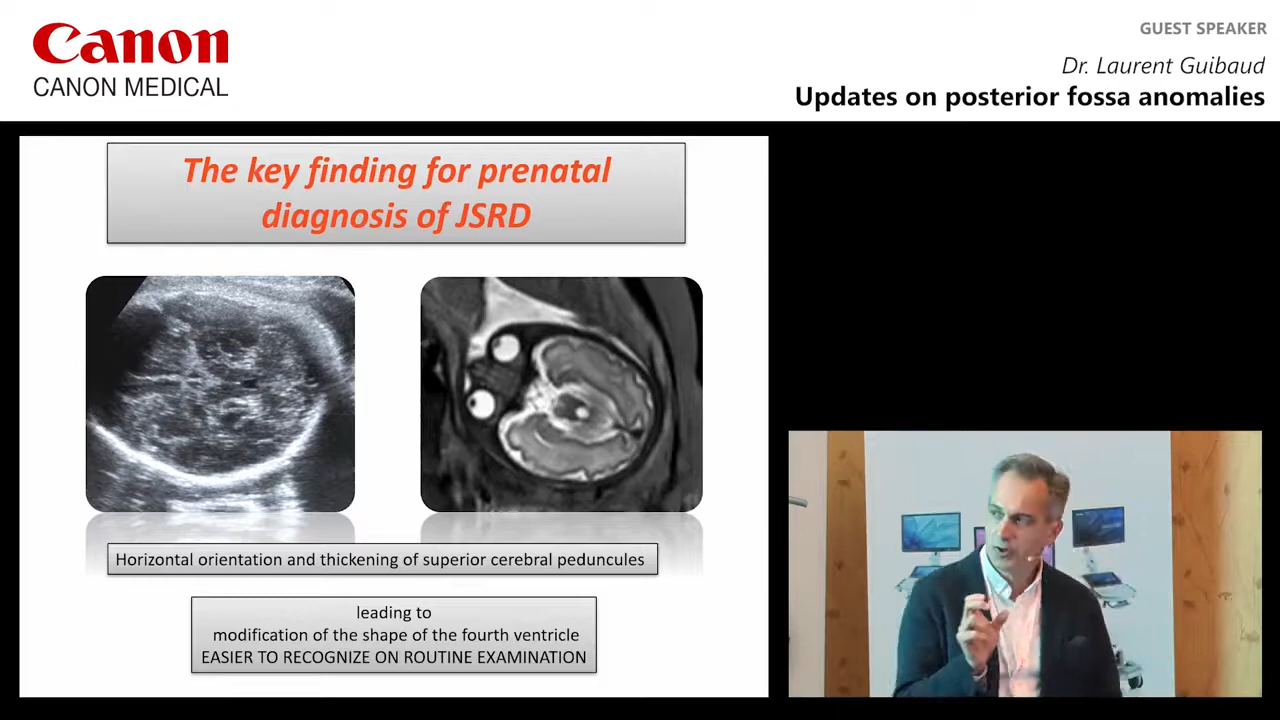 Canon
CANON MEDICAL
GUEST SPEAKER
Dr. Laurent Guibaud
Updates on posterior fossa anomalies
The key finding for prenatal
diagnosis of JSRD
Horizontal orientation and thickening of superior cerebral peduncules
leading to
modification of the shape of the fourth ventricle
EASIER TO RECOGNIZE ON ROUTINE EXAMINATION